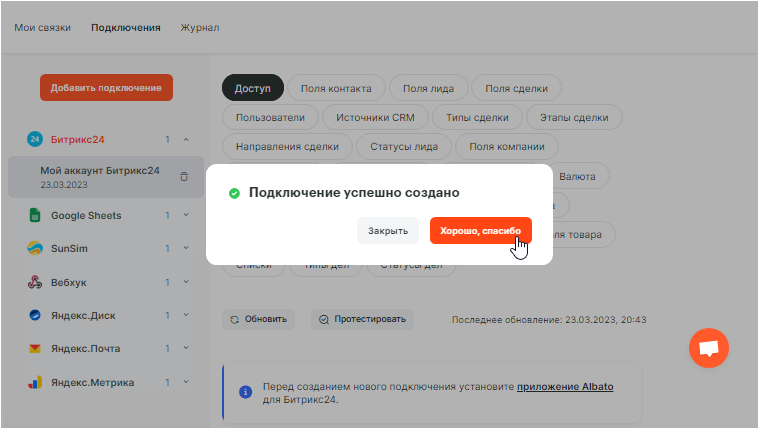 Мои связки Подключения Журнал
Добавить подключение
Доступ Поля контакта Поля лида Поля сделки
Пользователи Источники CRM Типы сделки Этапы сделки
Битрикс24 1
Направления сделки Статусы лида Поля компании
Мой аккаунт Битрикс24
23.03.2023
Валюта
Подключение успешно создано
Закрыть Хорошо, спасибо
Google Sheets 1
товара
SunSim 1
Списки Типы дел Статусы дел
Вебхук 1
Яндекс.Диск 1
Обновить Протестировать Последнее обновление: 23.03.2023, 20:43
Яндекс.Почта 1
Яндекс.Метрика 1
Перед созданием нового подключения установите приложение Albato
для Битрикс24.